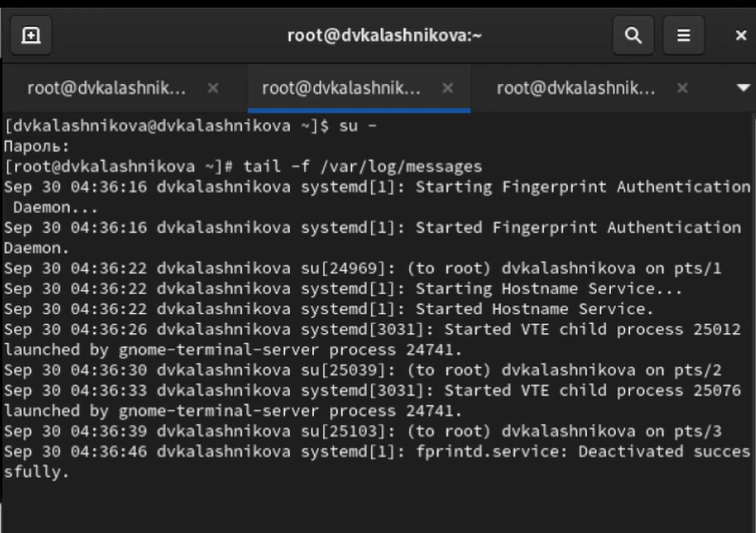 root@dvkalashnikova:~
root@dvkalashnik... root@dvkalashnik... root@dvkalashnik...
[dvkalashnikova@dvkalashnikova ~]$ su -
Пароль:
[root@dvkalashnikova ~]# tail -f /var/log/messages
Sep 30 04:36:16 dvkalashnikova systemd[1]: Starting Fingerprint Authentication
 Daemon...
Sep 30 04:36:16 dvkalashnikova systemd[1]: Started Fingerprint Authentication
Daemon.
Sep 30 04:36:22 dvkalashnikova su[24969]: (to root) dvkalashnikova on pts/1
Sep 30 04:36:22 dvkalashnikova systemd[1]: Starting Hostname Service...
Sep 30 04:36:22 dvkalashnikova systemd[1]: Started Hostname Service.
Sep 30 04:36:26 dvkalashnikova systemd[3031]: Started VTE child process 25012
launched by gnome-terminal-server process 24741.
Sep 30 04:36:30 dvkalashnikova su[25039]: (to root) dvkalashnikova on pts/2
Sep 30 04:36:33 dvkalashnikova systemd[3031]: Started VTE child process 25076
launched by gnome-terminal-server process 24741.
Sep 30 04:36:39 dvkalashnikova su[25103]: (to root) dvkalashnikova on pts/3
Sep 30 04:36:46 dvkalashnikova systemd[1]: fprintd.service: Deactivated succes
sfully.